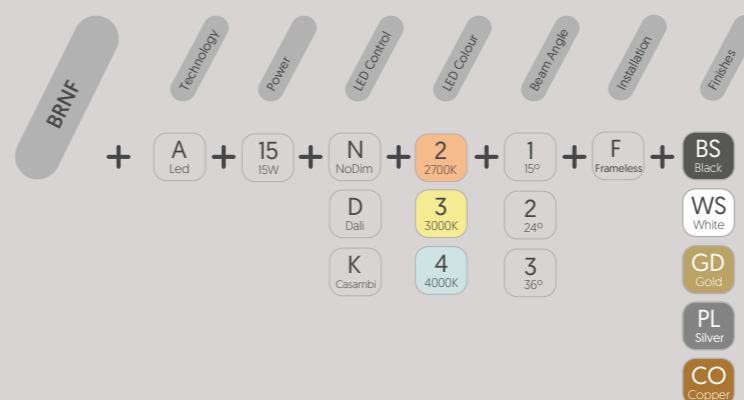 BRNF
Technology
Power
LED Control
LED Colour
Beam Angle
Installation
Finishes
+ A + 15 + N + 2 + 1 + F + BS
Led 15W NoDim 2700K 15º Frameless Black
D 3 2 WS
Dali 3000K 24º White
K 4 3 GD
Casambi 4000K 36º Gold
PL
Silver
CO
Copper